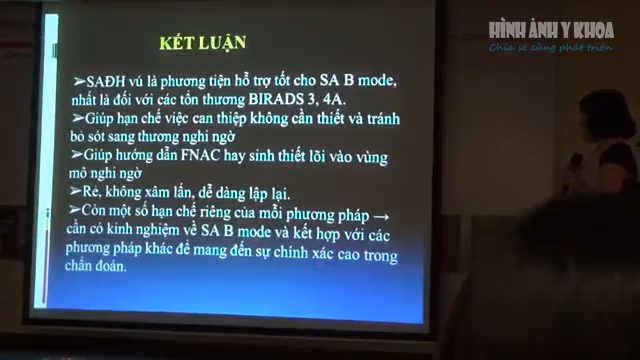 HÌNH ẢNH Y KHOA
Chia sẻ cùng phát triển
KẾT LUẬN
➢SAĐH vú là phương tiện hỗ trợ tốt cho SA B mode,
nhất là đối với các tổn thương BIRADS 3, 4A.
➢Giúp hạn chế việc can thiệp không cần thiết và tránh
bỏ sót sang thương nghi ngờ
➢Giúp hướng dẫn FNAC hay sinh thiết lõi vào vùng
mô nghi ngờ
➢Rẻ, không xâm lấn, dễ dàng lập lại.
➢Còn một số hạn chế riêng của mỗi phương pháp →
cần có kinh nghiệm về SA B mode và kết hợp với các
phương pháp khác để mang đến sự chính xác cao trong
chẩn đoán.